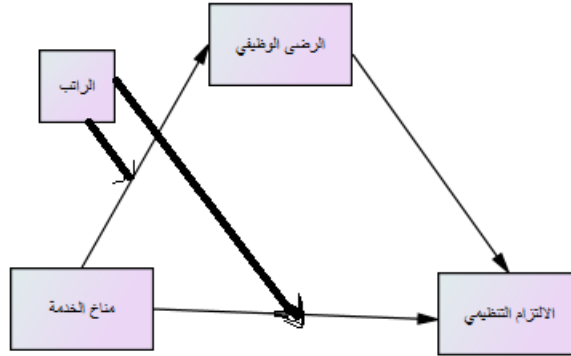 الرضى الوظيفي
الراتب
مناخ الخدمة
الالتزام التنظيمي